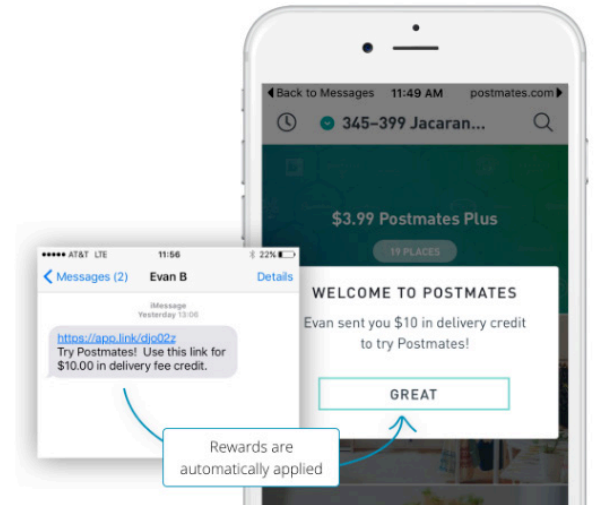 Back to Messages 11:49 AM postmates.com
345–399 Jacaran...
$3.99 Postmates Plus
19 PLACES
WELCOME TO POSTMATES
Evan sent you $10 in delivery credit
to try Postmates!
GREAT
AT&T LTE 11:56 22%
Messages (2) Evan B Details
iMessage
Yesterday 13:06
https://app.link/djo02z
Try Postmates! Use this link for
$10.00 in delivery fee credit.
Rewards are
automatically applied